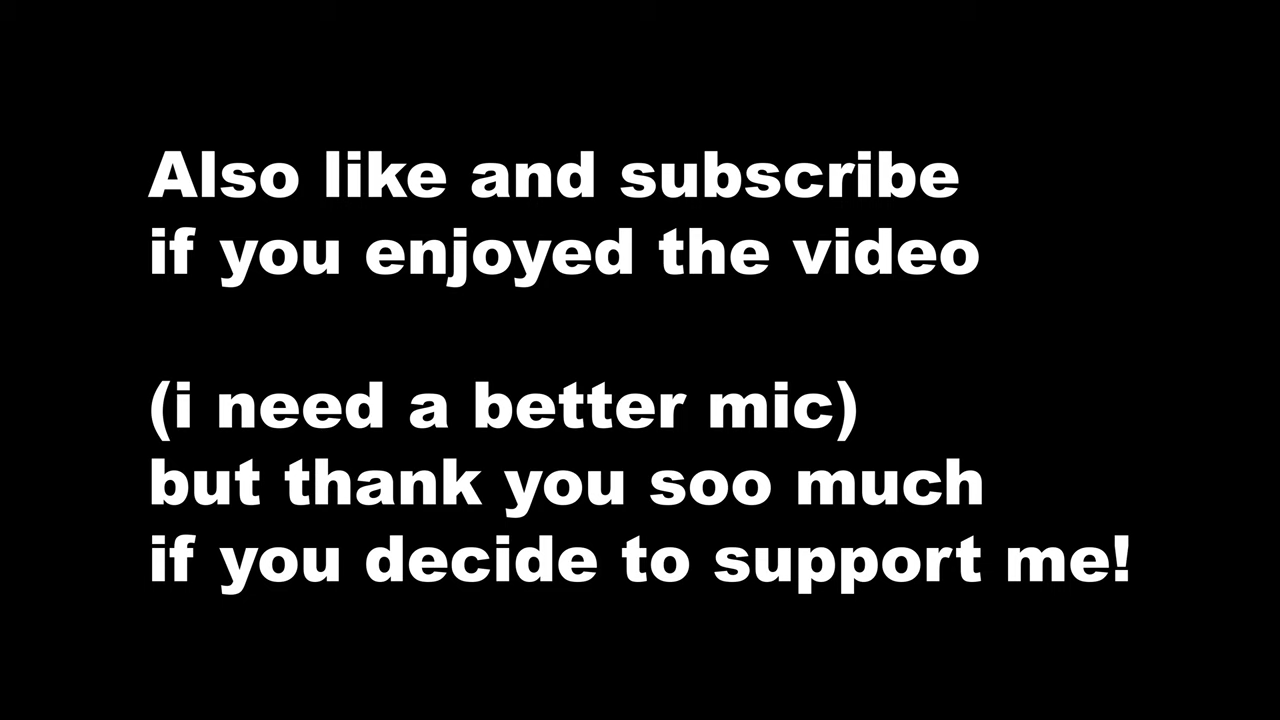 Also like and subscribe
if you enjoyed the video
(i need a better mic)
but thank you soo much
if you decide to support me!